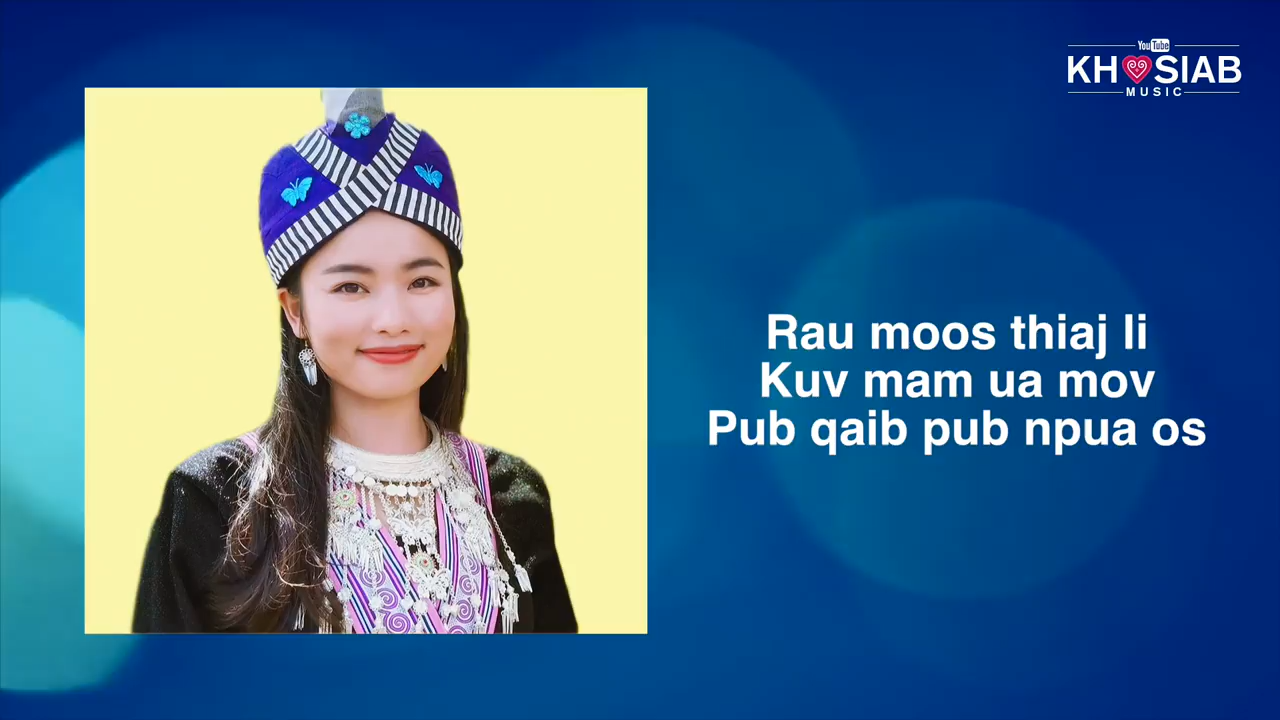 YouTube
KHOSIAB
MUSIC
Rau moos thiaj li
Kuv mam ua mov
Pub qaib pub npua os